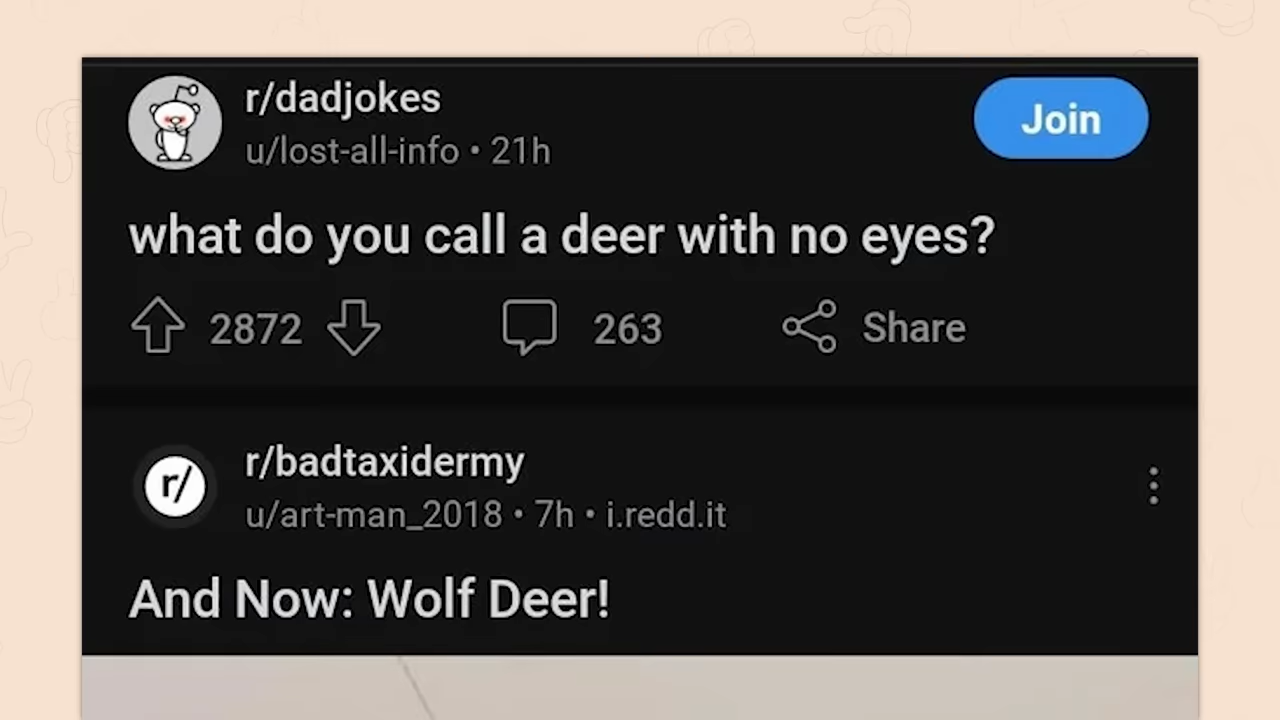 r/dadjokes
u/lost-all-info • 21h
Join
what do you call a deer with no eyes?
2872
263
Share
r/
r/badtaxidermy
u/art-man_2018 • 7h • i.redd.it
And Now: Wolf Deer!